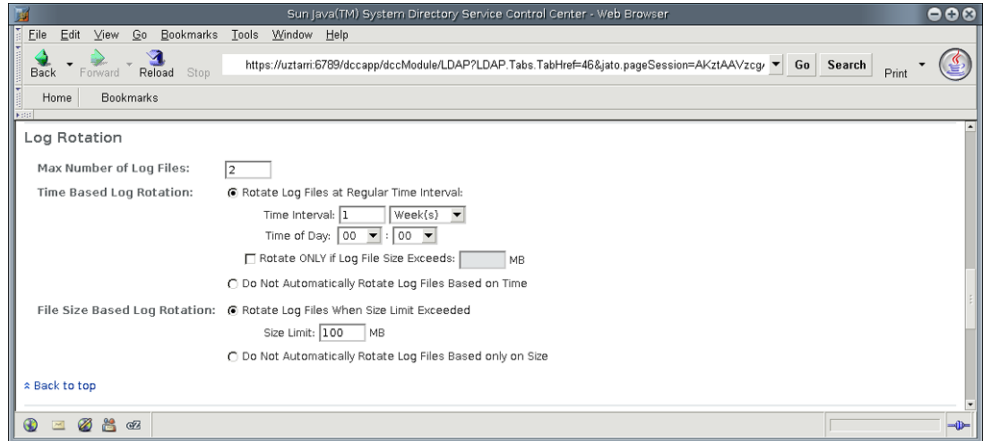 Sun Java(TM) System Directory Service Control Center - Web Browser
File Edit View Go Bookmarks Tools Window Help
Back Forward Reload Stop https://uztarri:6789/dccapp/dccModule/LDAP?LDAP.Tabs.TabHref=46&jato.pageSession=AKztAAVzcg Go Search Print
Home Bookmarks
Log Rotation
Max Number of Log Files: 2
Time Based Log Rotation: Rotate Log Files at Regular Time Interval:
Time Interval: 1 Week(s)
Time of Day: 00 : 00
Rotate ONLY if Log File Size Exceeds: MB
Do Not Automatically Rotate Log Files Based on Time
File Size Based Log Rotation: Rotate Log Files When Size Limit Exceeded
Size Limit: 100 MB
Do Not Automatically Rotate Log Files Based only on Size
Back to top